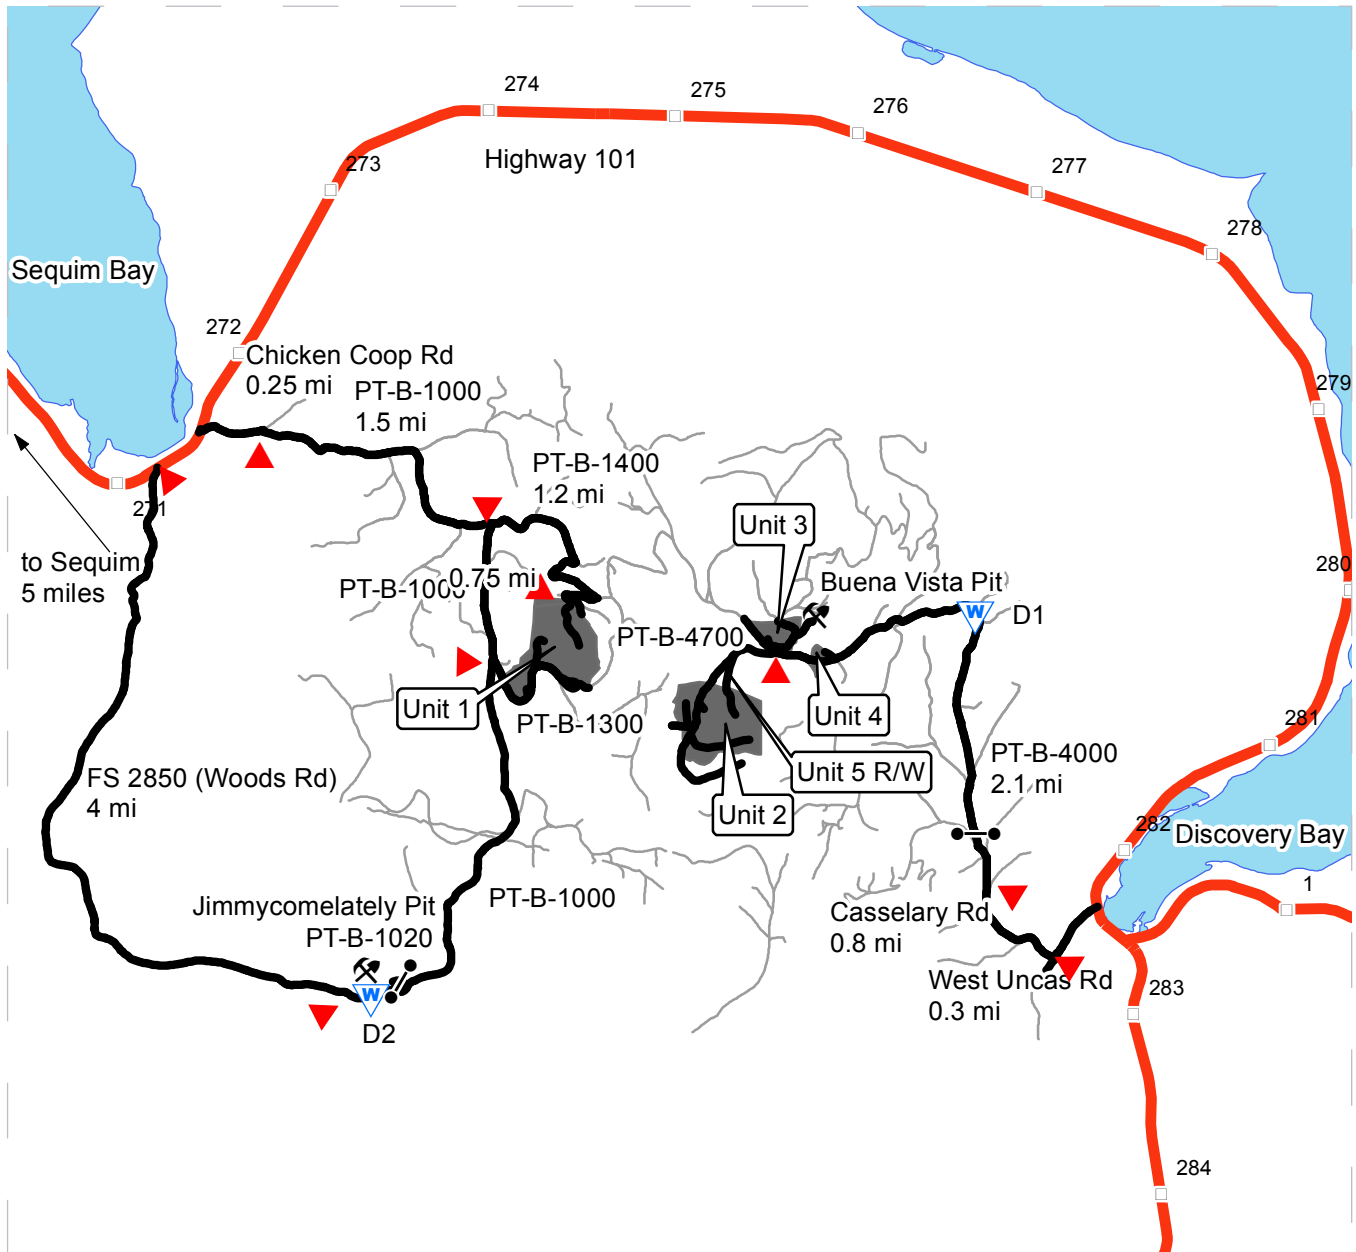 274
275
276
Highway 101
273
277
278
Sequim Bay
272
Chicken Coop Rd
0.25 mi
PT-B-1000
1.5 mi
279
PT-B-1400
1.2 mi
271
Unit 3
to Sequim
5 miles
280
PT-B-1000
0.75 mi
Buena Vista Pit
W
D1
PT-B-4700
Unit 1
PT-B-1300
Unit 4
281
PT-B-4000
2.1 mi
FS 2850 (Woods Rd)
4 mi
Unit 5 R/W
Unit 2
282
Discovery Bay
1
Jimmycomelately Pit
PT-B-1020
PT-B-1000
Casselary Rd
0.8 mi
West Uncas Rd
0.3 mi
283
W
D2
284